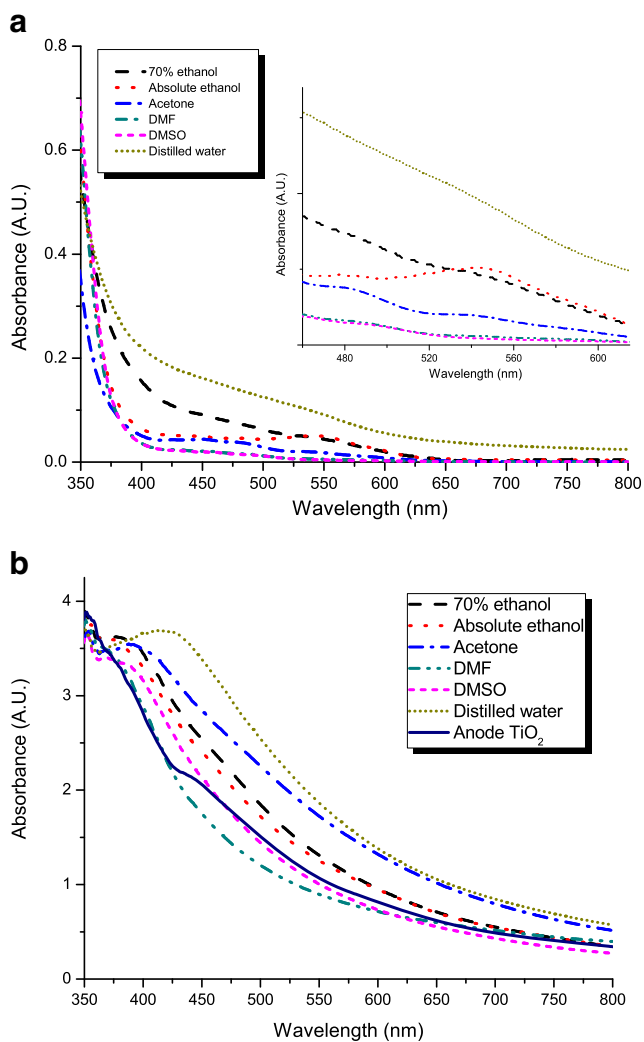 a
0.8
0.6
0.4
0.2
0.0
Absorbance (A.U.)
70% ethanol
Absolute ethanol
Acetone
DMF
DMSO
Distilled water
Absorbance (A.U.)
480 520 560 600
Wavelength (nm)
350 400 450 500 550 600 650 700 750 800
Wavelength (nm)
b
4
3
2
1
0
Absorbance (A.U.)
70% ethanol
Absolute ethanol
Acetone
DMF
DMSO
Distilled water
Anode TiO2
350 400 450 500 550 600 650 700 750 800
Wavelength (nm)